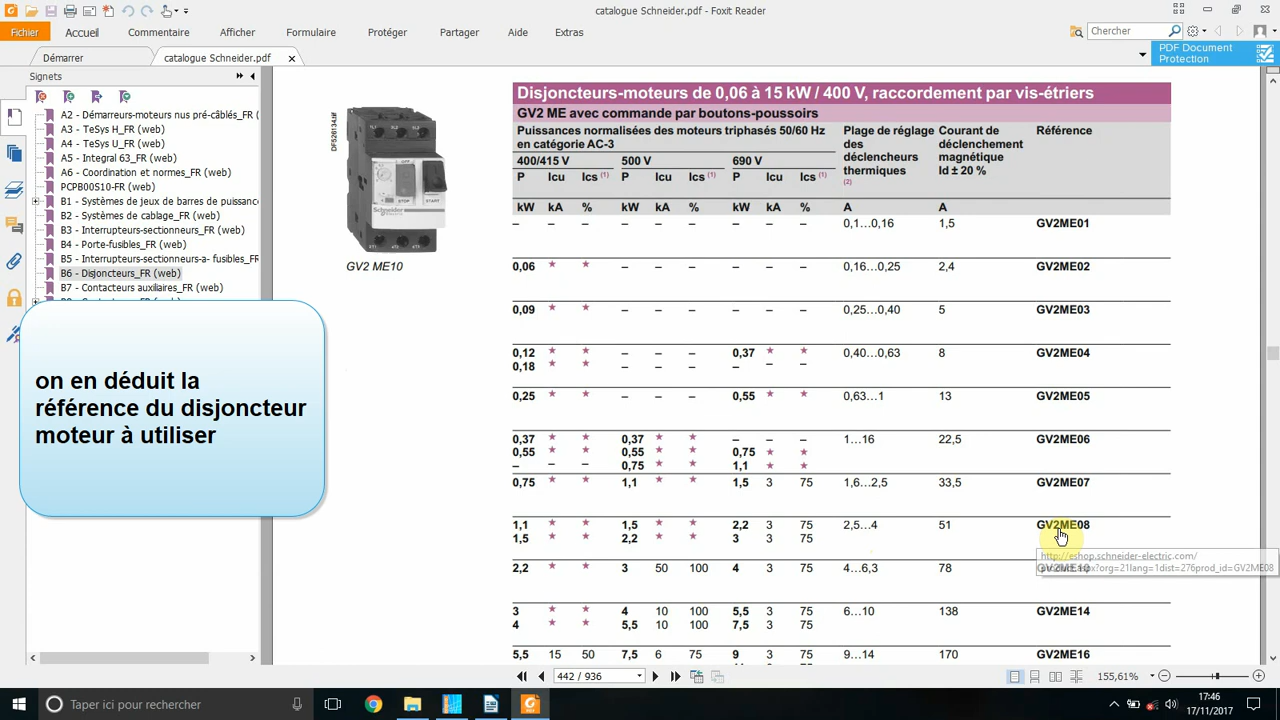 catalogue Schneider.pdf - Foxit Reader
Fichier Accueil Commentaire Afficher Formulaire Protéger Partager Aide Extras Chercher
Démarrer catalogue Schneider.pdf PDF Document Protection
Signets
A2 - Démarreurs-moteurs nus pré-câblés_FR (
A3 - TeSys H_FR (web)
A4 - TeSys U_FR (web)
A5 - Integral 63_FR (web)
A6 - Coordination et normes_FR (web)
PCPB00S10-FR (web)
B1 - Systèmes de jeux de barres de puissance
B2 - Systèmes de cablage_FR (web)
B3 - Interrupteurs-sectionneurs_FR (web)
B4 - Porte-fusibles_FR (web)
B5 - Interrupteurs-sectionneurs-a- fusibles_FR
B6 - Disjoncteurs_FR (web)
B7 - Contacteurs auxiliaires_FR (web)
on en déduit la
référence du disjoncteur
moteur à utiliser
DF526134.tif
Schneider
OFF
STOP START
GV2 ME10
Disjoncteurs-moteurs de 0,06 à 15 kW / 400 V, raccordement par vis-étriers
GV2 ME avec commande par boutons-poussoirs
Puissances normalisées des moteurs triphasés 50/60 Hz
en catégorie AC-3
Plage de réglage
des
déclencheurs
thermiques
(2)
Courant de
déclenchement
magnétique
Id ± 20 %
Référence
400/415 V 500 V 690 V
P Icu Ics (1) P Icu Ics (1) P Icu Ics (1)
kW kA % kW kA % kW kA % A A
– – – – – – – – – 0,1…0,16 1,5 GV2ME01
0,06 ★ ★ – – – – – – 0,16…0,25 2,4 GV2ME02
0,09 ★ ★ – – – – – – 0,25…0,40 5 GV2ME03
0,12 ★ ★ – – – 0,37 ★ ★ 0,40…0,63 8 GV2ME04
0,18 ★ ★ – – – – – –
0,25 ★ ★ – – – 0,55 ★ ★ 0,63…1 13 GV2ME05
0,37 ★ ★ 0,37 ★ ★ – – – 1…16 22,5 GV2ME06
0,55 ★ ★ 0,55 ★ ★ 0,75 ★ ★
– – – 0,75 ★ ★ 1,1 ★ ★
0,75 ★ ★ 1,1 ★ ★ 1,5 3 75 1,6…2,5 33,5 GV2ME07
1,1 ★ ★ 1,5 ★ ★ 2,2 3 75 2,5…4 51 GV2ME08
1,5 ★ ★ 2,2 ★ ★ 3 3 75
http://eshop.schneider-electric.com/
2,2 ★ ★ 3 50 100 4 3 75 4…6,3 78
3 ★ ★ 4 10 100 5,5 3 75 6…10 138 GV2ME14
4 ★ ★ 5,5 10 100 7,5 3 75
5,5 15 50 7,5 6 75 9 3 75 9…14 170 GV2ME16
442 / 936 155,61%
Taper ici pour rechercher
17:46
17/11/2017